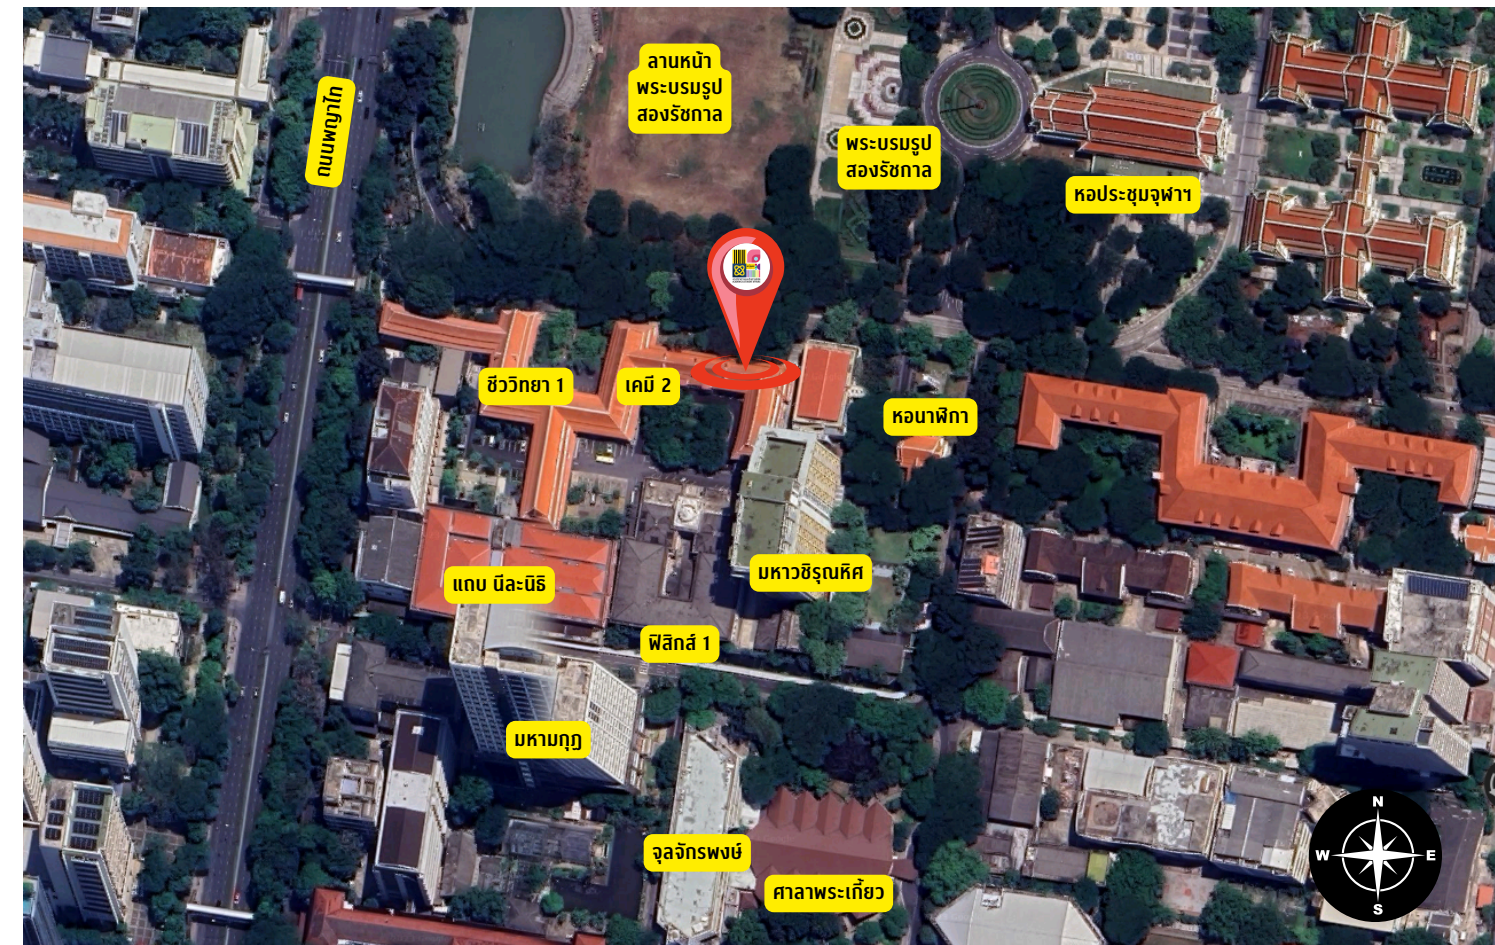 ลานหน้า
พระบรมรูป
สองรัชกาล
ถนนพญาไท
พระบรมรูป
สองรัชกาล
หอประชุมจุฬาฯ
ชีววิทยา 1
เคมี 2
หอนาฬิกา
แถบ นีละนิธิ
มหาวชิรุณหิศ
ฟิสิกส์ 1
มหามกุฏ
จุลจักรพงษ์
ศาลาพระเกี้ยว
N
W
E
S